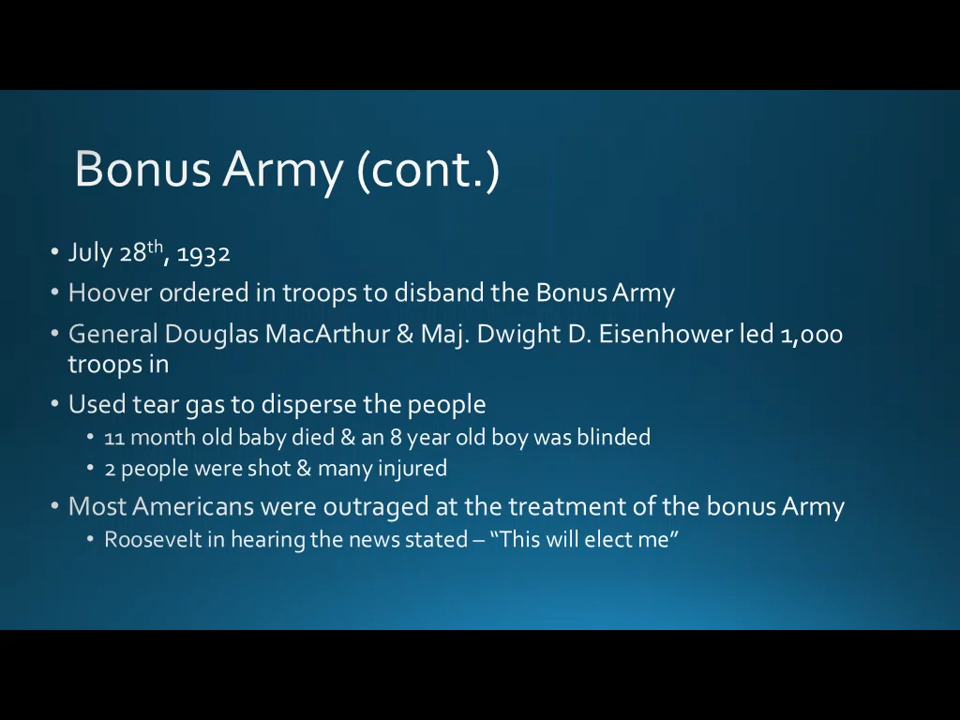 Bonus Army (cont.)
• July 28th, 1932
• Hoover ordered in troops to disband the Bonus Army
• General Douglas MacArthur & Maj. Dwight D. Eisenhower led 1,000
troops in
• Used tear gas to disperse the people
• 11 month old baby died & an 8 year old boy was blinded
• 2 people were shot & many injured
• Most Americans were outraged at the treatment of the bonus Army
• Roosevelt in hearing the news stated – “This will elect me”